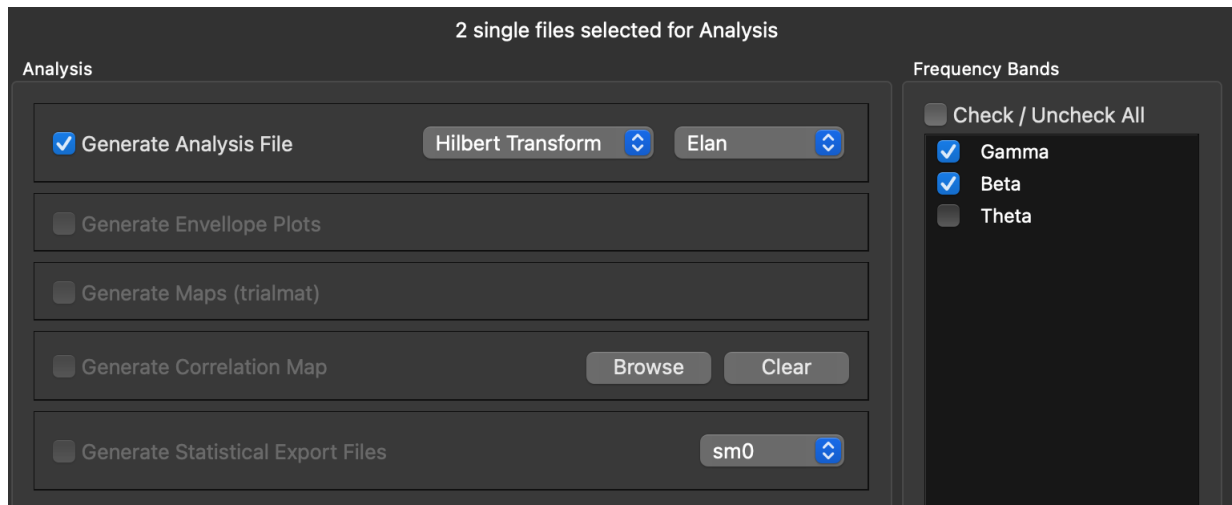 2 single files selected for Analysis
Analysis
Generate Analysis File
Hilbert Transform
Elan
Generate Envellope Plots
Generate Maps (trialmat)
Generate Correlation Map
Browse
Clear
Generate Statistical Export Files
sm0
Frequency Bands
Check / Uncheck All
Gamma
Beta
Theta